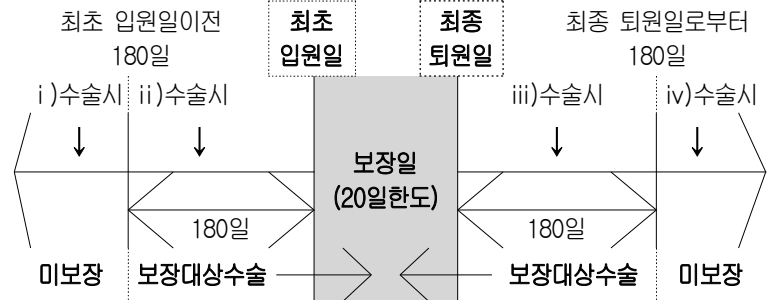 최초 입원일이전
180일
최초
입원일
최종
퇴원일
최종 퇴원일로부터
180일
ⅰ)수술시
ⅱ)수술시
ⅲ)수술시
ⅳ)수술시
보장일
(20일한도)
180일
180일
미보장
보장대상수술
보장대상수술
미보장